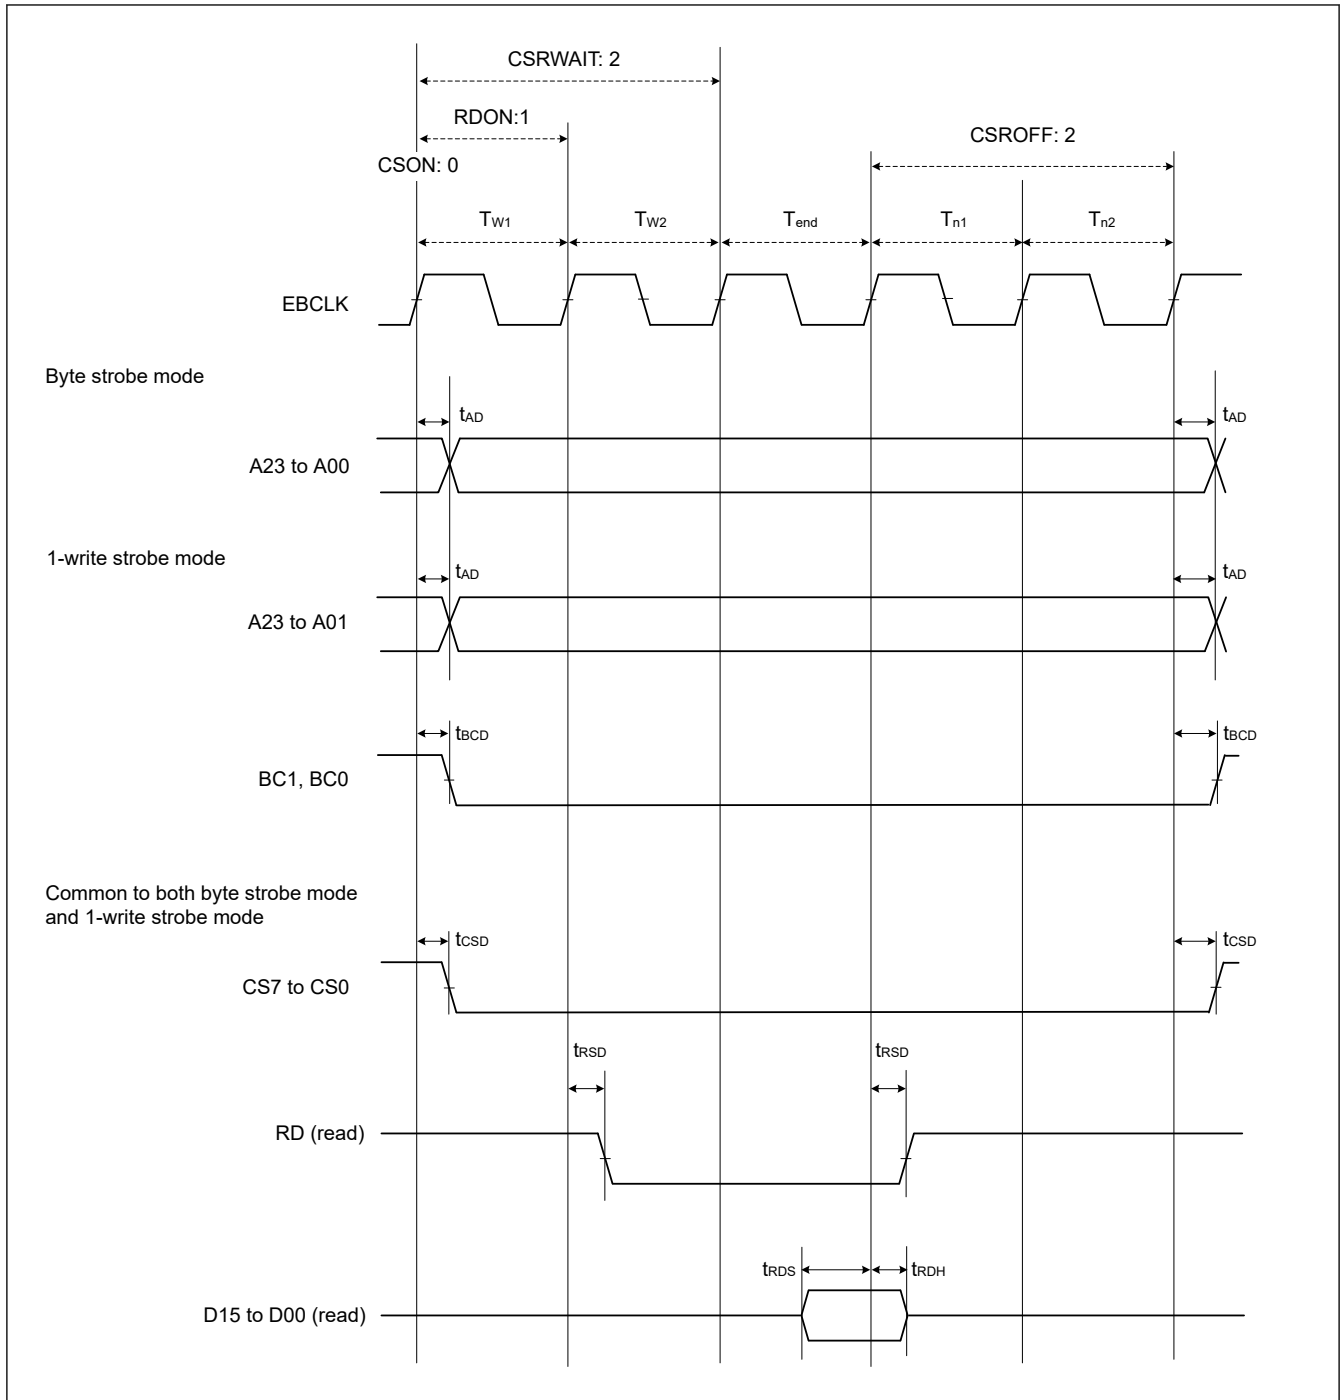 CSRWAIT: 2
RDON:1
CSROFF: 2
CSON: 0
TW1
TW2
Tend
Tn1
Tn2
EBCLK
Byte strobe mode
tAD
tAD
A23 to A00
1-write strobe mode
tAD
tAD
A23 to A01
tBCD
tBCD
BC1, BC0
Common to both byte strobe mode
and 1-write strobe mode
tCSD
tCSD
CS7 to CS0
tRSD
tRSD
RD (read)
tRDS
tRDH
D15 to D00 (read)